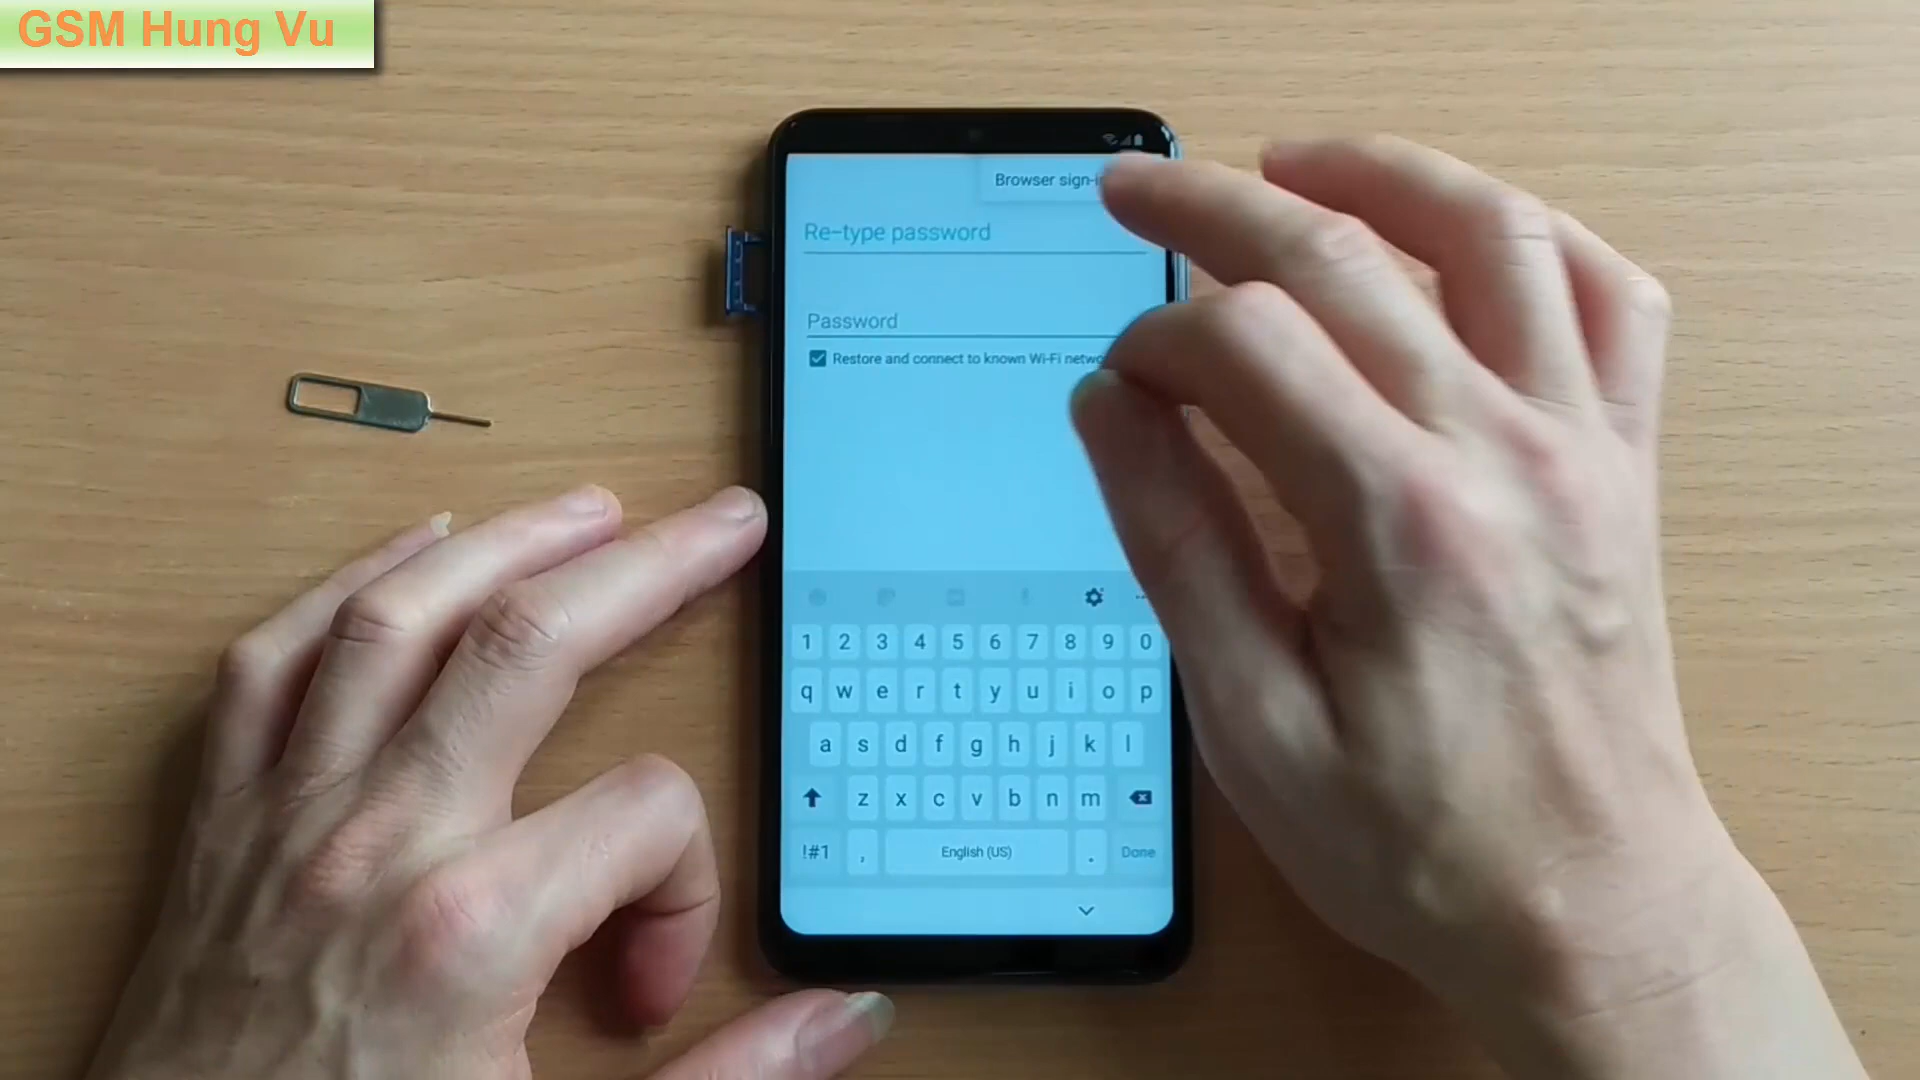 GSM Hung Vu
Browser sign-in
Re-type password
Password
Restore and connect to known Wi-Fi
1 2 3 4 5 6 7 8 9 0
q w e r t y u i o p
a s d f g h j k l
z x c v b n m
!#1 , English (US) . Done